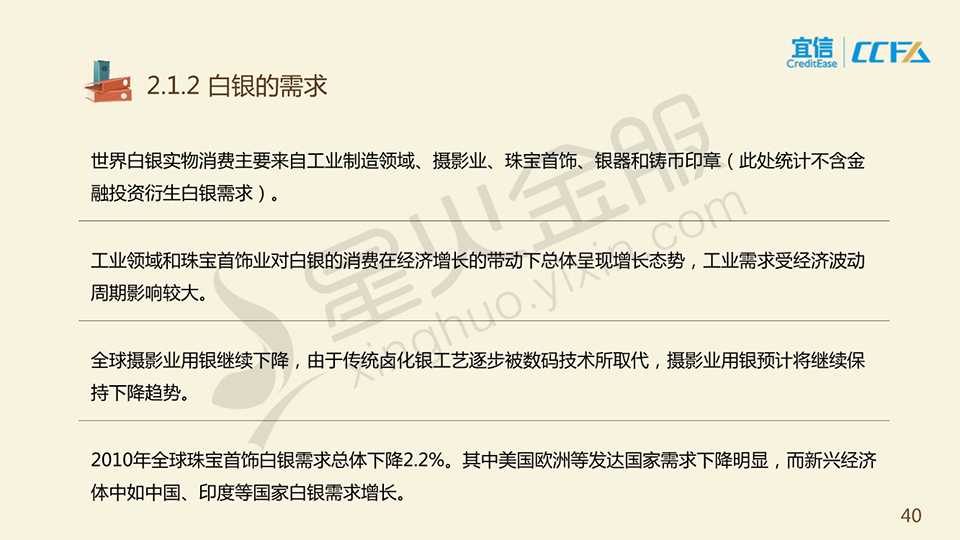 宜信
CreditEase
CCFA
2.1.2 白银的需求
世界白银实物消费主要来自工业制造领域、摄影业、珠宝首饰、银器和铸币印章（此处统计不含金
融投资衍生白银需求）。
工业领域和珠宝首饰业对白银的消费在经济增长的带动下总体呈现增长态势，工业需求受经济波动
周期影响较大。
全球摄影业用银继续下降，由于传统卤化银工艺逐步被数码技术所取代，摄影业用银预计将继续保
持下降趋势。
2010年全球珠宝首饰白银需求总体下降2.2%。其中美国欧洲等发达国家需求下降明显，而新兴经济
体中如中国、印度等国家白银需求增长。
星火金服
xinghuo.yixin.com
40